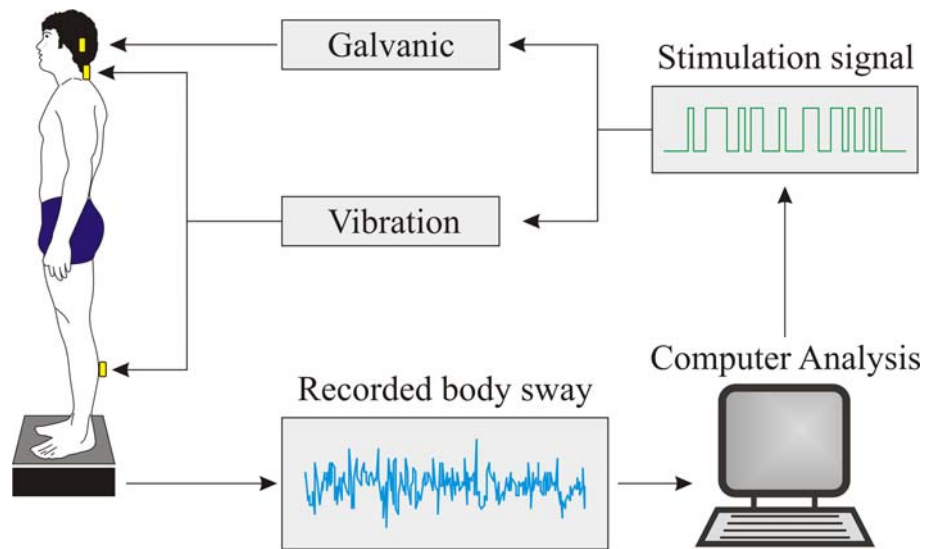 Galvanic
Stimulation signal
Vibration
Computer Analysis
Recorded body sway